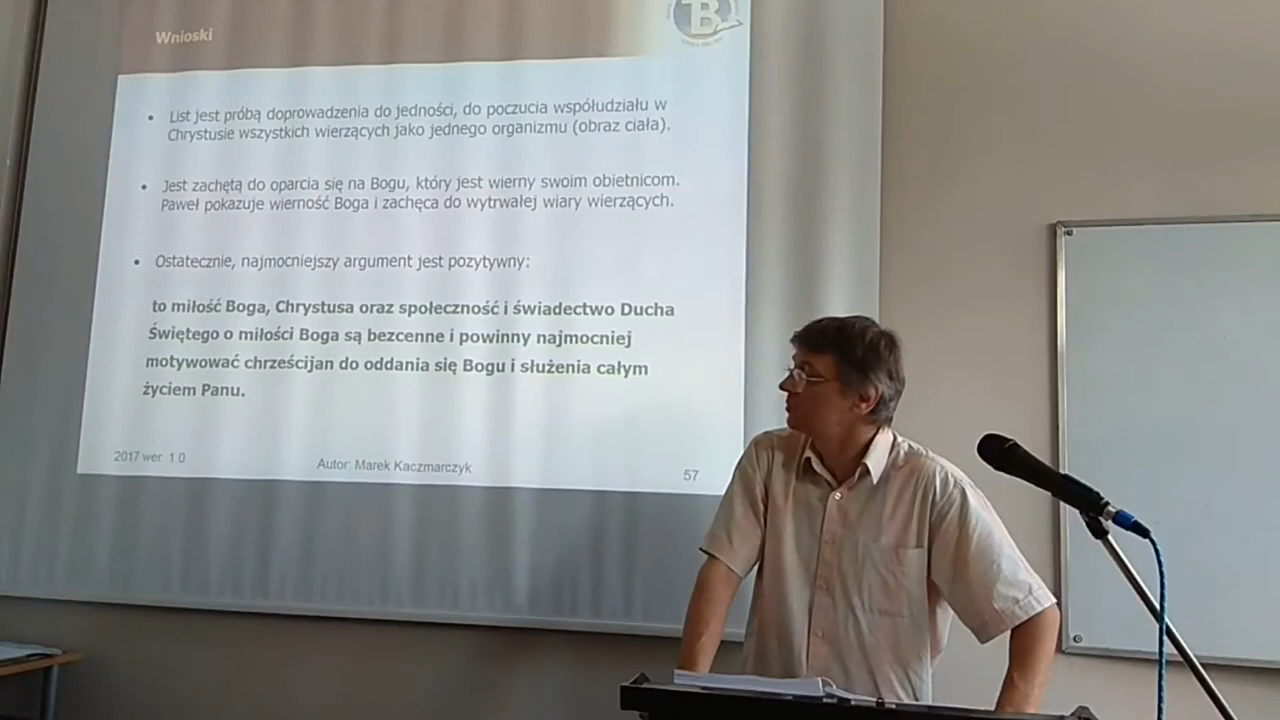 Wnioski
B
• List jest próbą doprowadzenia do jedności, do poczucia współudziału w
Chrystusie wszystkich wierzących jako jednego organizmu (obraz ciała).
• Jest zachętą do oparcia się na Bogu, który jest wierny swoim obietnicom.
Paweł pokazuje wierność Boga i zachęca do wytrwałej wiary wierzących.
• Ostatecznie, najmocniejszy argument jest pozytywny:
to miłość Boga, Chrystusa oraz społeczność i świadectwo Ducha
Świętego o miłości Boga są bezcenne i powinny najmocniej
motywować chrześcijan do oddania się Bogu i służenia całym
życiem Panu.
2017 wer 1.0
Autor: Marek Kaczmarczyk
57